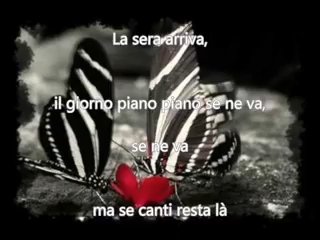 La sera arriva,
il giorno piano piano se ne va,
se ne va
ma se canti resta là